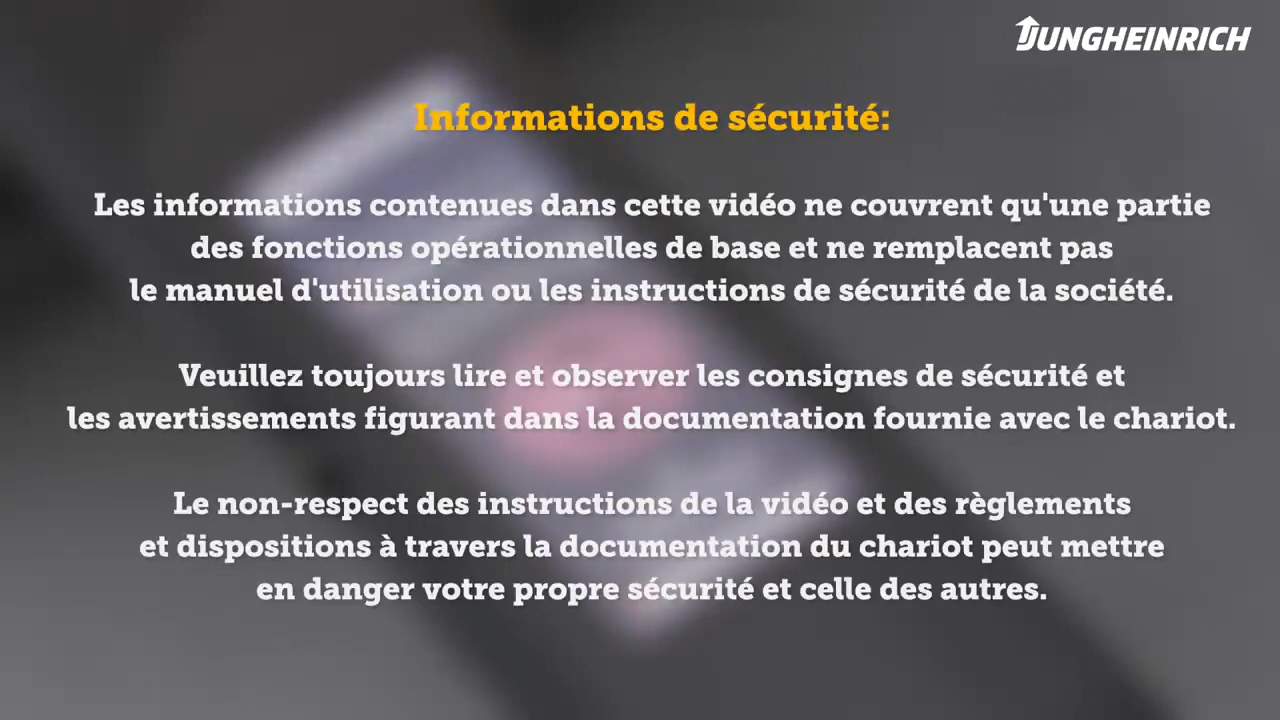 JUNGHEINRICH
Informations de sécurité:
Les informations contenues dans cette vidéo ne couvrent qu'une partie
des fonctions opérationnelles de base et ne remplacent pas
le manuel d'utilisation ou les instructions de sécurité de la société.
Veuillez toujours lire et observer les consignes de sécurité et
les avertissements figurant dans la documentation fournie avec le chariot.
Le non-respect des instructions de la vidéo et des règlements
et dispositions à travers la documentation du chariot peut mettre
en danger votre propre sécurité et celle des autres.